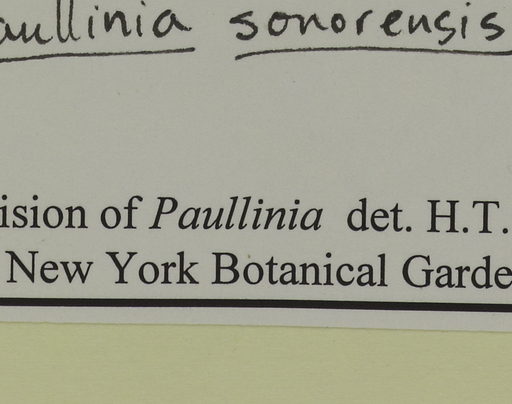 aullinia sonorensis
ision of Paullinia det. H.T.
New York Botanical Garde